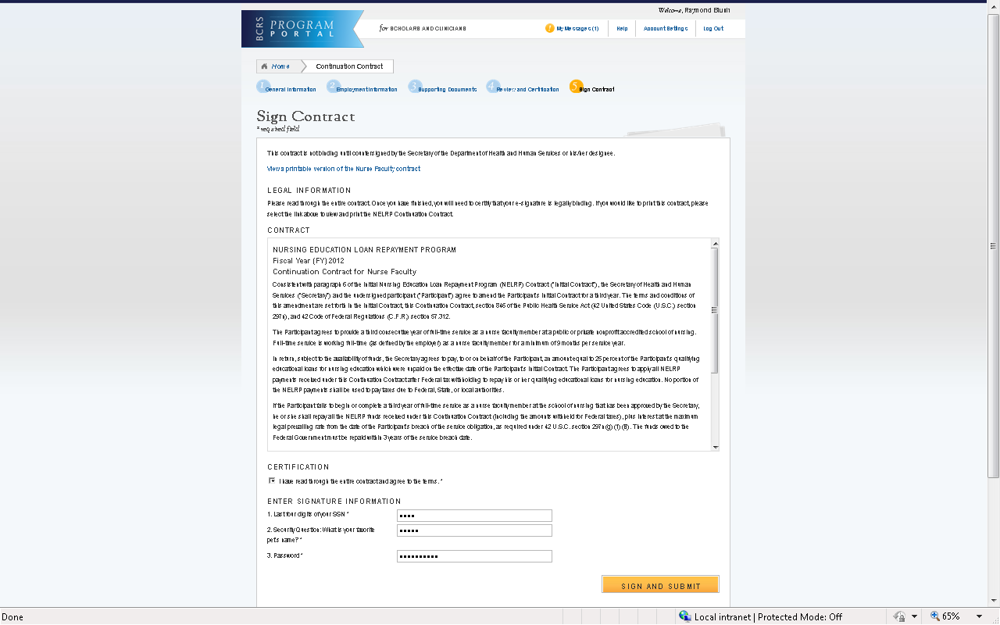 Welcome, Raymond Bluth
BCRS PROGRAM PORTAL
for SCHOLARS AND CLINICIANS
! My Messages (1) Help Account Settings Log Out
Home Continuation Contract
1 General Information 2 Employment Information 3 Supporting Documents 4 Review and Certification 5 Sign Contract
Sign Contract
* required field
This contract is not binding until countersigned by the Secretary of the Department of Health and Human Services or his/her designee.
View a printable version of the Nurse Faculty contract
LEGAL INFORMATION
Please read through the entire contract. Once you have finished, you will need to certify that your e-signature is legally binding. If you would like to print this contract, please
select the link above to view and print the NELRP Continuation Contract.
CONTRACT
NURSING EDUCATION LOAN REPAYMENT PROGRAM
Fiscal Year (FY) 2012
Continuation Contract for Nurse Faculty
Consistent with paragraph 6 of the Initial Nursing Education Loan Repayment Program (NELRP) Contract ("Initial Contract"), the Secretary of Health and Human
Services ("Secretary") and the undersigned participant ("Participant") agree to amend the Participant's Initial Contract for a third year. The terms and conditions of
this amendment are set forth in the Initial Contract, this Continuation Contract, section 846 of the Public Health Service Act (42 United States Code (U.S.C.) section
297n), and 42 Code of Federal Regulations (C.F.R.) section 57.312.
The Participant agrees to provide a third consecutive year of full-time service as a nurse faculty member at a public or private nonprofit accredited school of nursing.
Full-time service is working full-time (as defined by the employer) as a nurse faculty member for a minimum of 9 months per service year.
In return, subject to the availability of funds, the Secretary agrees to pay, to or on behalf of the Participant, an amount equal to 25 percent of the Participant's qualifying
educational loans for nursing education which were unpaid on the effective date of the Participant's Initial Contract. The Participant agrees to apply all NELRP
payments received under this Continuation Contract after Federal tax withholding to repay his or her qualifying educational loans for nursing education. No portion of
the NELRP payments shall be used to pay taxes due to Federal, State, or local authorities.
If the Participant fails to begin or complete a third year of full-time service as a nurse faculty member at the school of nursing that has been approved by the Secretary,
he or she shall repay all the NELRP funds received under this Continuation Contract (including the amounts withheld for Federal taxes), plus interest at the maximum
legal prevailing rate from the date of the Participant's breach of the service obligation, as required under 42 U.S.C. section 297n(g)(1)(B). The funds owed to the
Federal Government must be repaid within 3 years of the service breach date.
CERTIFICATION
I have read through the entire contract and agree to the terms. *
ENTER SIGNATURE INFORMATION
1. Last four digits of your SSN *
2. Security Question: What is your favorite
pet's name? *
3. Password *
SIGN AND SUBMIT
Done Local intranet | Protected Mode: Off 65%